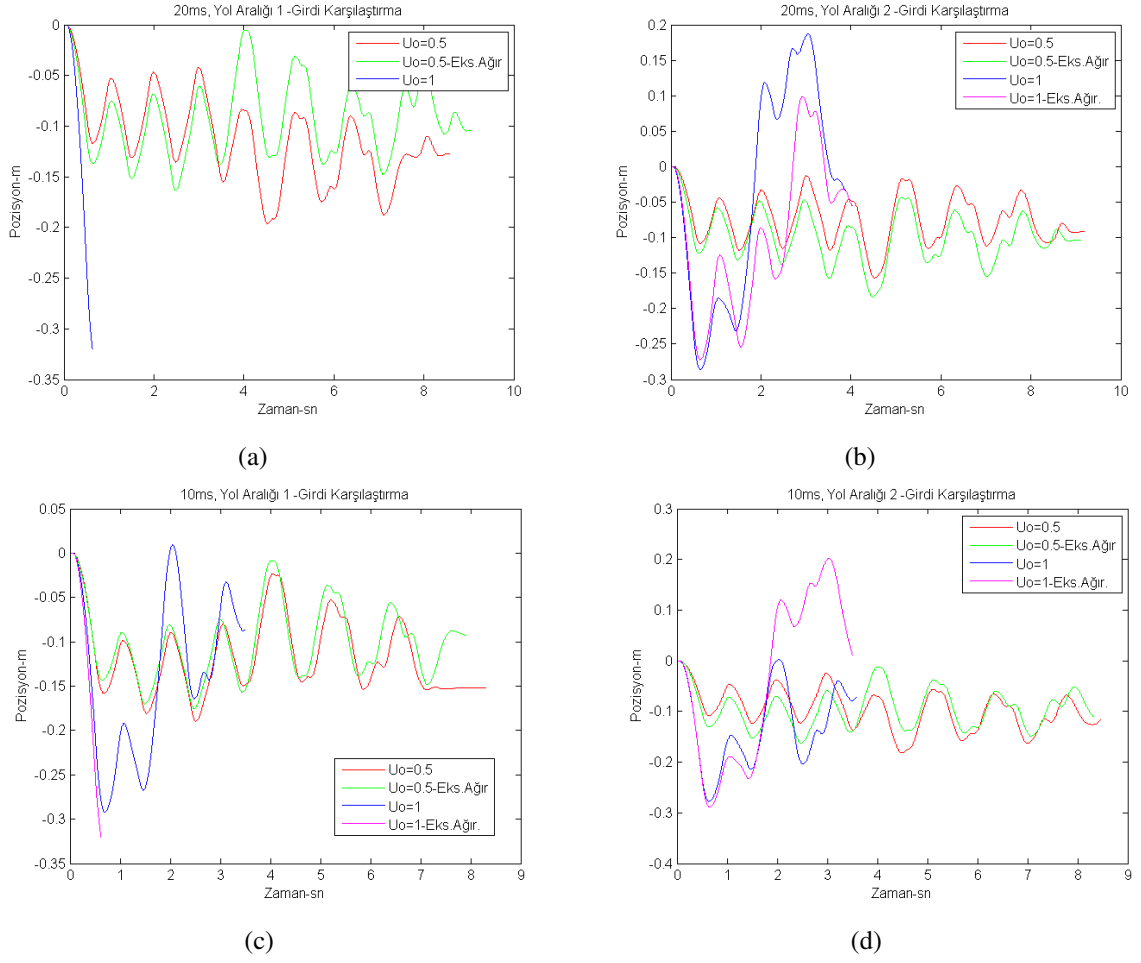 20ms, Yol Aralığı 1 -Girdi Karşılaştırma
0
-0.05
-0.1
-0.15
-0.2
-0.25
-0.3
-0.35
Pozisyon-m
Uo=0.5
Uo=0.5-Eks.Ağır
Uo=1
0 2 4 6 8 10
Zaman-sn
(a)
20ms, Yol Aralığı 2 -Girdi Karşılaştırma
0.2
0.15
0.1
0.05
0
-0.05
-0.1
-0.15
-0.2
-0.25
-0.3
Pozisyon-m
Uo=0.5
Uo=0.5-Eks.Ağır
Uo=1
Uo=1-Eks.Ağır.
0 2 4 6 8 10
Zaman-sn
(b)
10ms, Yol Aralığı 1 -Girdi Karşılaştırma
0.05
0
-0.05
-0.1
-0.15
-0.2
-0.25
-0.3
-0.35
Pozisyon-m
Uo=0.5
Uo=0.5-Eks.Ağır
Uo=1
Uo=1-Eks.Ağır.
0 1 2 3 4 5 6 7 8 9
Zaman-sn
(c)
10ms, Yol Aralığı 2 -Girdi Karşılaştırma
0.3
0.2
0.1
0
-0.1
-0.2
-0.3
-0.4
Pozisyon-m
Uo=0.5
Uo=0.5-Eks.Ağır
Uo=1
Uo=1-Eks.Ağır.
0 1 2 3 4 5 6 7 8 9
Zaman-sn
(d)